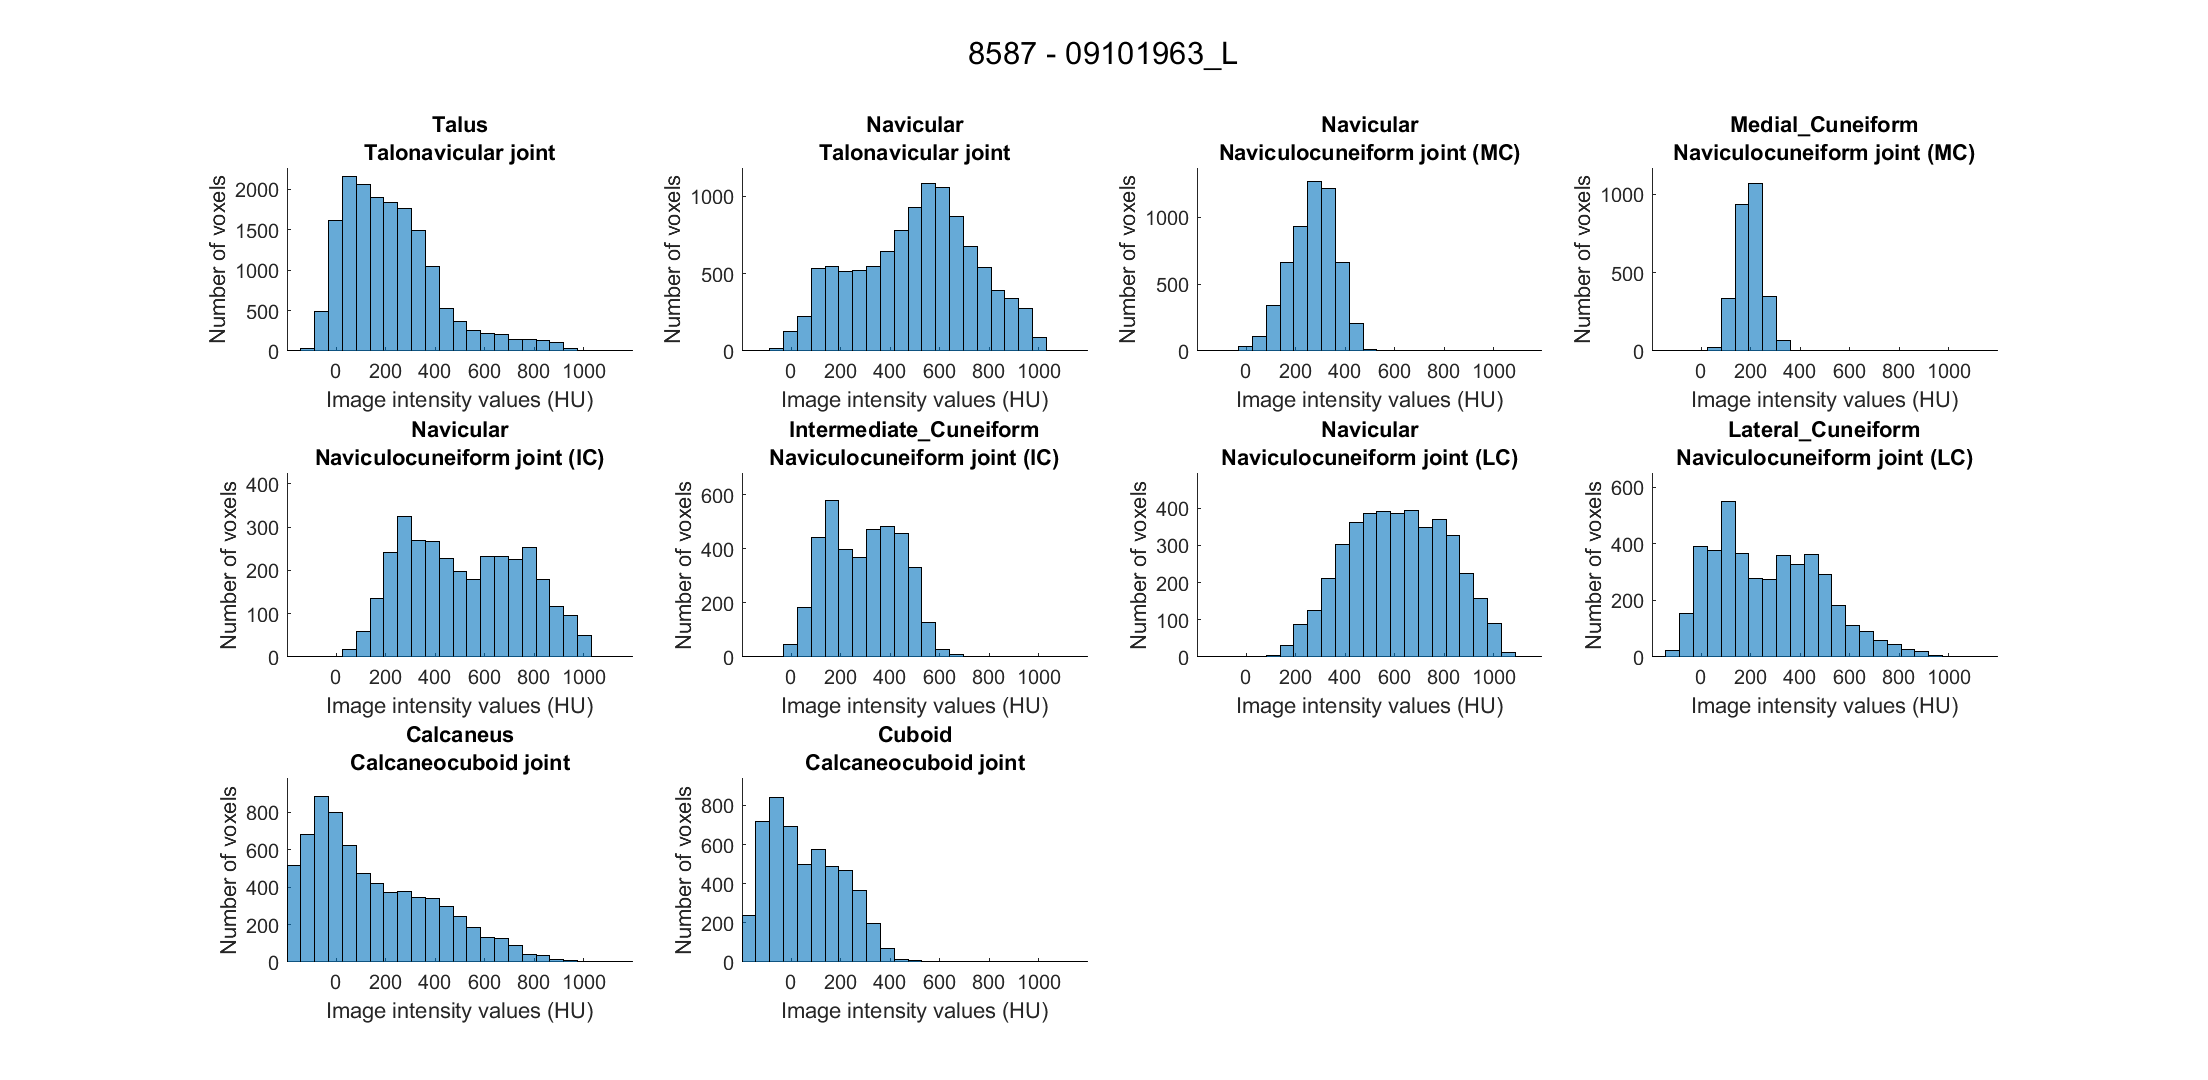 8587 - 09101963_L
Talus
Talonavicular joint
Number of voxels
2000
1500
1000
500
0
0 200 400 600 800 1000
Image intensity values (HU)
Navicular
Talonavicular joint
Number of voxels
1000
500
0
0 200 400 600 800 1000
Image intensity values (HU)
Navicular
Naviculocuneiform joint (MC)
Number of voxels
1000
500
0
0 200 400 600 800 1000
Image intensity values (HU)
Medial_Cuneiform
Naviculocuneiform joint (MC)
Number of voxels
1000
500
0
0 200 400 600 800 1000
Image intensity values (HU)
Navicular
Naviculocuneiform joint (IC)
Number of voxels
400
300
200
100
0
0 200 400 600 800 1000
Image intensity values (HU)
Intermediate_Cuneiform
Naviculocuneiform joint (IC)
Number of voxels
600
400
200
0
0 200 400 600 800 1000
Image intensity values (HU)
Navicular
Naviculocuneiform joint (LC)
Number of voxels
400
300
200
100
0
0 200 400 600 800 1000
Image intensity values (HU)
Lateral_Cuneiform
Naviculocuneiform joint (LC)
Number of voxels
600
400
200
0
0 200 400 600 800 1000
Image intensity values (HU)
Calcaneus
Calcaneocuboid joint
Number of voxels
800
600
400
200
0
0 200 400 600 800 1000
Image intensity values (HU)
Cuboid
Calcaneocuboid joint
Number of voxels
800
600
400
200
0
0 200 400 600 800 1000
Image intensity values (HU)